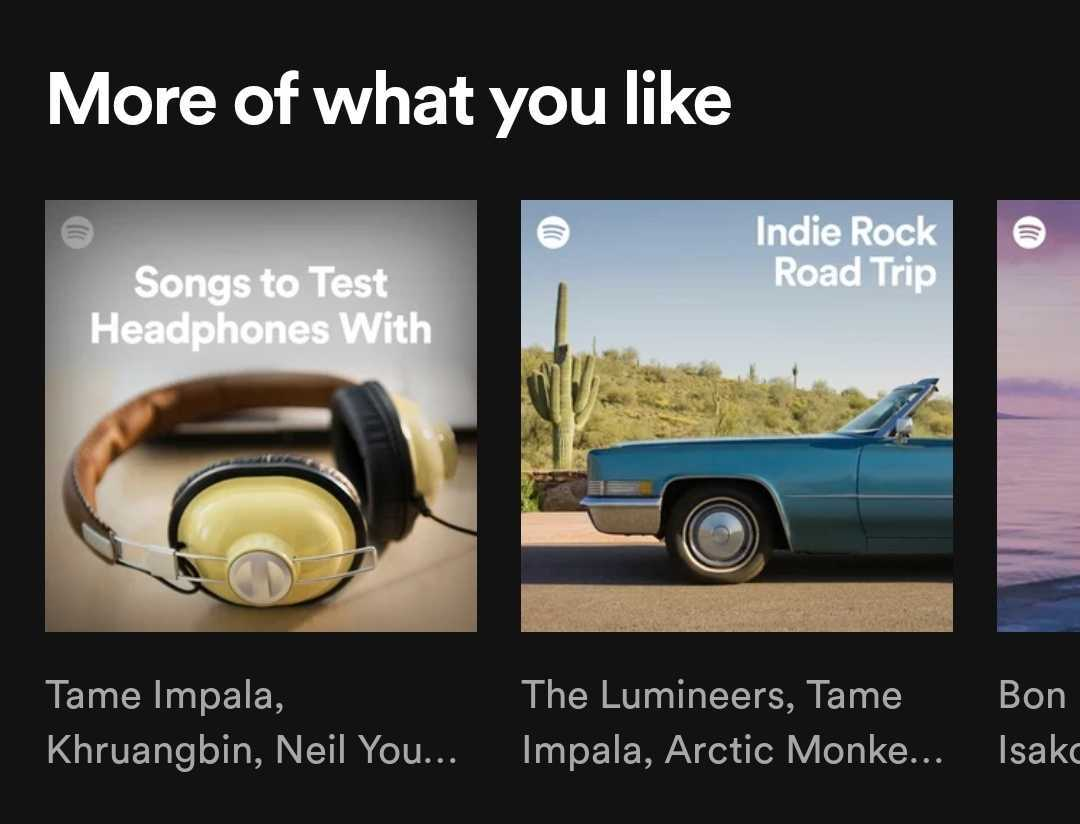 More of what you like
Songs to Test
Headphones With
Indie Rock
Road Trip
Tame Impala,
Khruangbin, Neil You...
The Lumineers, Tame
Impala, Arctic Monke...
Bon
Isako